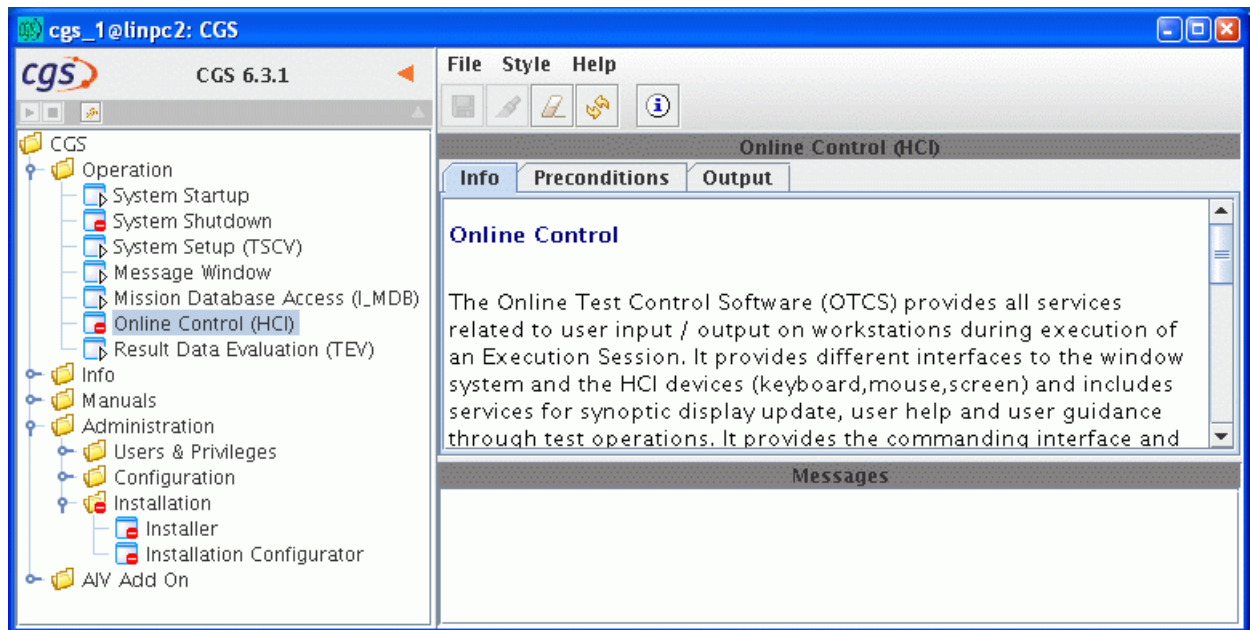 cgs_1@linpc2: CGS
cgs
CGS 6.3.1
CGS
Operation
System Startup
System Shutdown
System Setup (TSCV)
Message Window
Mission Database Access (I_MDB)
Online Control (HCI)
Result Data Evaluation (TEV)
Info
Manuals
Administration
Users & Privileges
Configuration
Installation
Installer
Installation Configurator
AIV Add On
File Style Help
Online Control (HCI)
Info Preconditions Output
Online Control
The Online Test Control Software (OTCS) provides all services
related to user input / output on workstations during execution of
an Execution Session. It provides different interfaces to the window
system and the HCI devices (keyboard,mouse,screen) and includes
services for synoptic display update, user help and user guidance
through test operations. It provides the commanding interface and
Messages